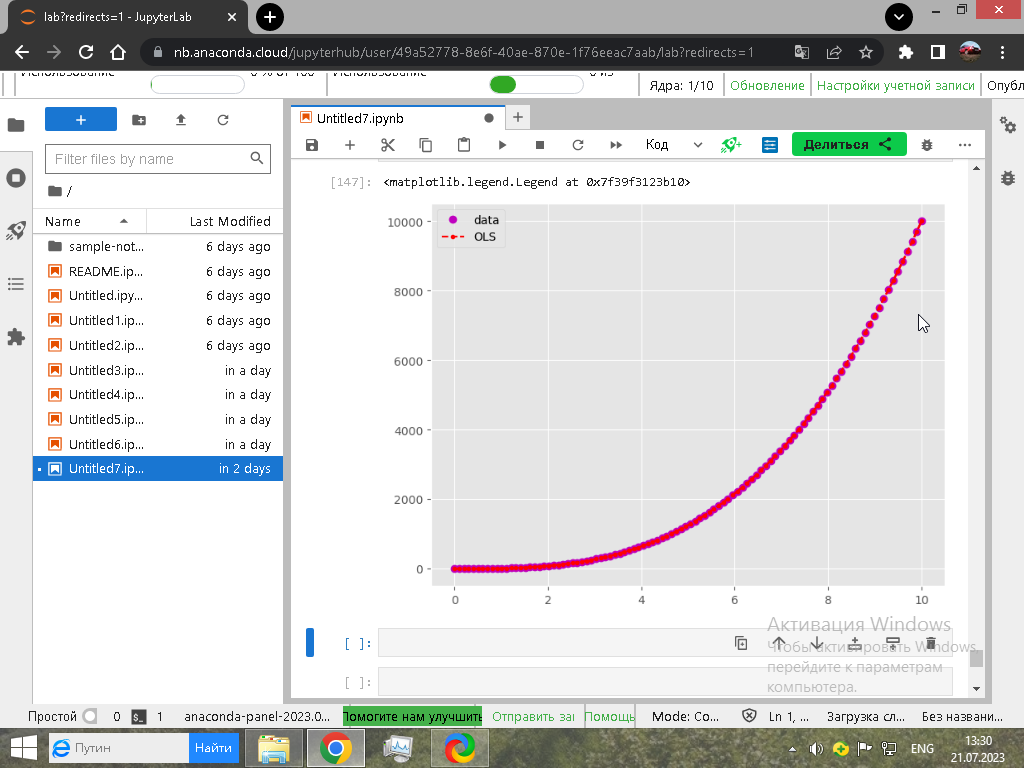 lab?redirects=1 - JupyterLab
nb.anaconda.cloud/jupyterhub/user/49a52778-8e6f-40ae-870e-1f76eeac7aab/lab?redirects=1
Использование 0 % от 100 Использование 0 из
Ядра: 1/10 Обновление Настройки учетной записи Опубл
Untitled7.ipynb
Код Делиться
Filter files by name
/
Name Last Modified
sample-not... 6 days ago
README.ip... 6 days ago
Untitled.ipy... 6 days ago
Untitled1.ip... 6 days ago
Untitled2.ip... 6 days ago
Untitled3.ip... in a day
Untitled4.ip... in a day
Untitled5.ip... in a day
Untitled6.ip... in a day
Untitled7.ip... in 2 days
[147]: <matplotlib.legend.Legend at 0x7f39f3123b10>
data
OLS
10000
8000
6000
4000
2000
0
0 2 4 6 8 10
[ ]:
[ ]:
Активация Windows
Чтобы активировать Windows
перейдите к параметрам
компьютера.
Простой 0 $_ 1 anaconda-panel-2023.0... Помогите нам улучшить Отправить заг Помощь Mode: Co... Ln 1, ... Загрузка сл... Без названи...
Путин Найти
ENG 13:30
21.07.2023